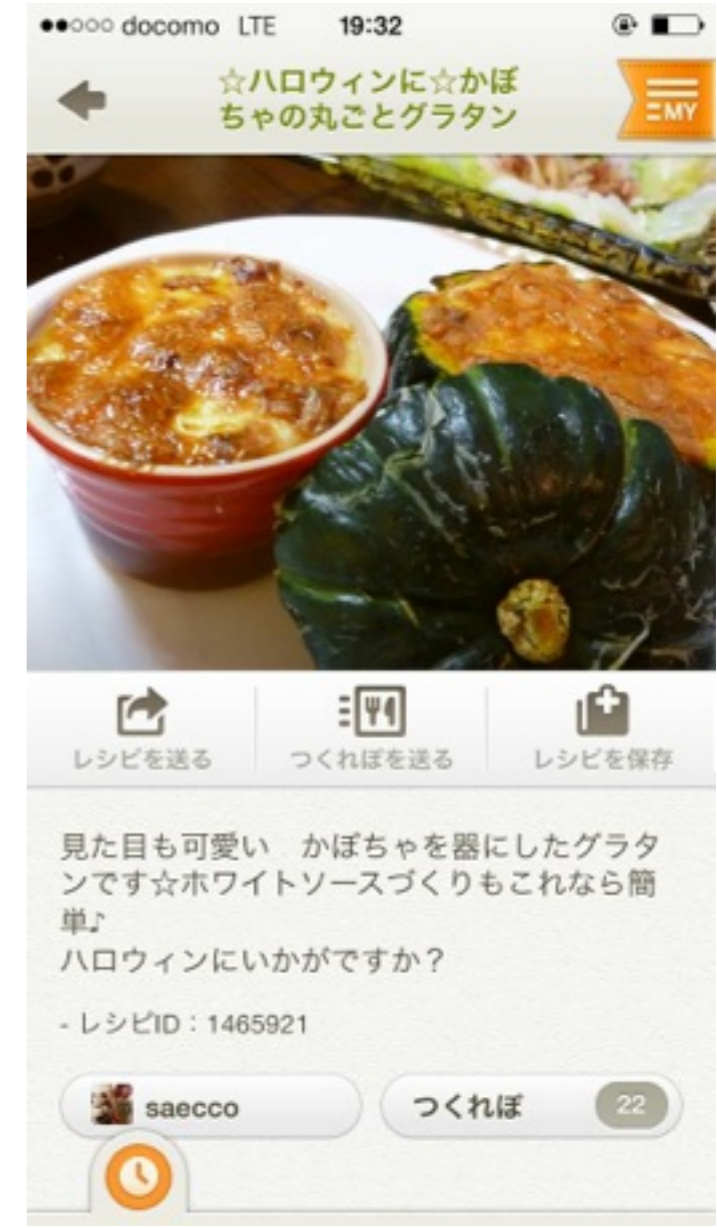 docomo LTE 19:32
☆ハロウィンに☆かぼ
ちゃの丸ごとグラタン
MY
レシピを送る
つくれぽを送る
レシピを保存
見た目も可愛い　かぼちゃを器にしたグラタ
ンです☆ホワイトソースづくりもこれなら簡
単♪
ハロウィンにいかがですか？
- レシピID：1465921
saecco
つくれぽ 22